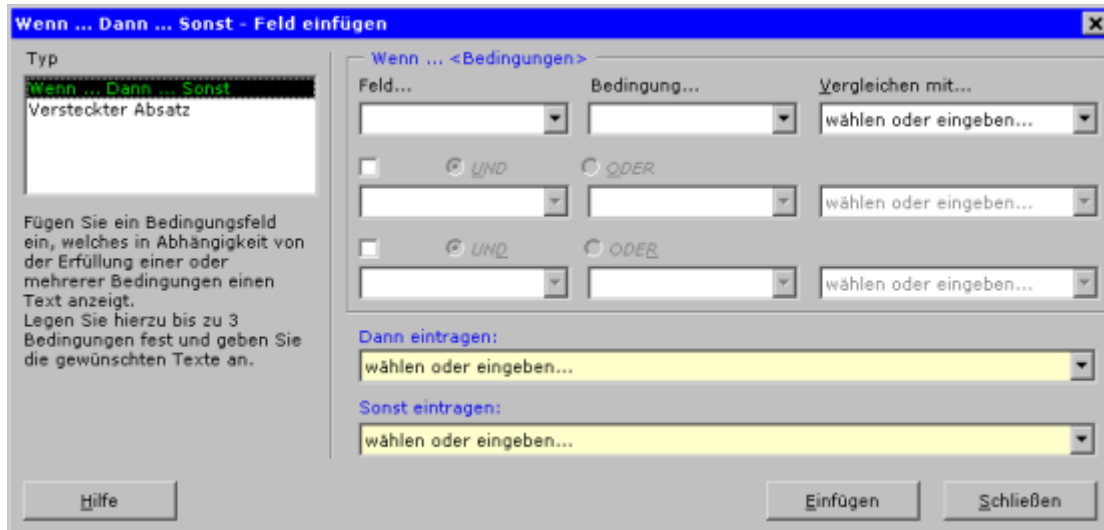 Wenn ... Dann ... Sonst - Feld einfügen
Typ
Wenn ... Dann ... Sonst
Versteckter Absatz
Fügen Sie ein Bedingungsfeld
ein, welches in Abhängigkeit von
der Erfüllung einer oder
mehrerer Bedingungen einen
Text anzeigt.
Legen Sie hierzu bis zu 3
Bedingungen fest und geben Sie
die gewünschten Texte an.
Wenn ... <Bedingungen>
Feld... Bedingung... Vergleichen mit...
wählen oder eingeben...
UND ODER
wählen oder eingeben...
UND ODER
wählen oder eingeben...
Dann eintragen:
wählen oder eingeben...
Sonst eintragen:
wählen oder eingeben...
Hilfe Einfügen Schließen